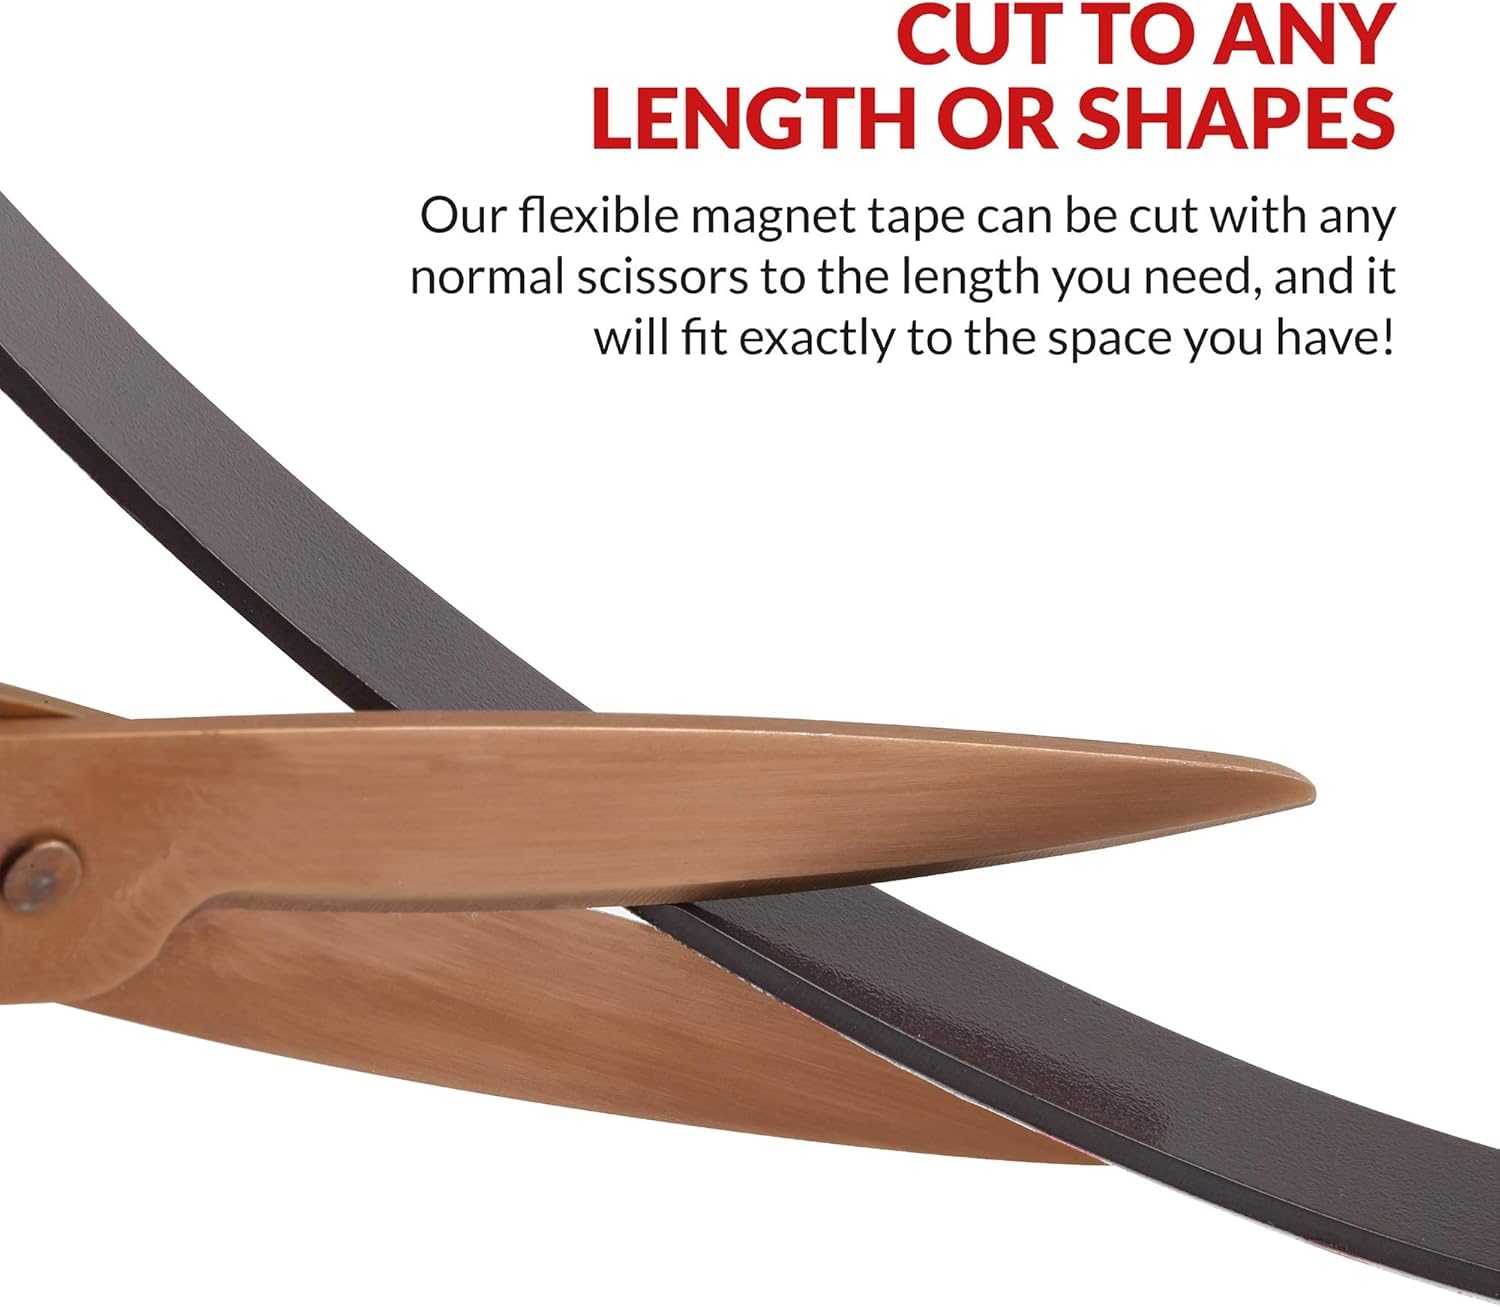 CUT TO ANY
LENGTH OR SHAPES
Our flexible magnet tape can be cut with any
normal scissors to the length you need, and it
will fit exactly to the space you have!